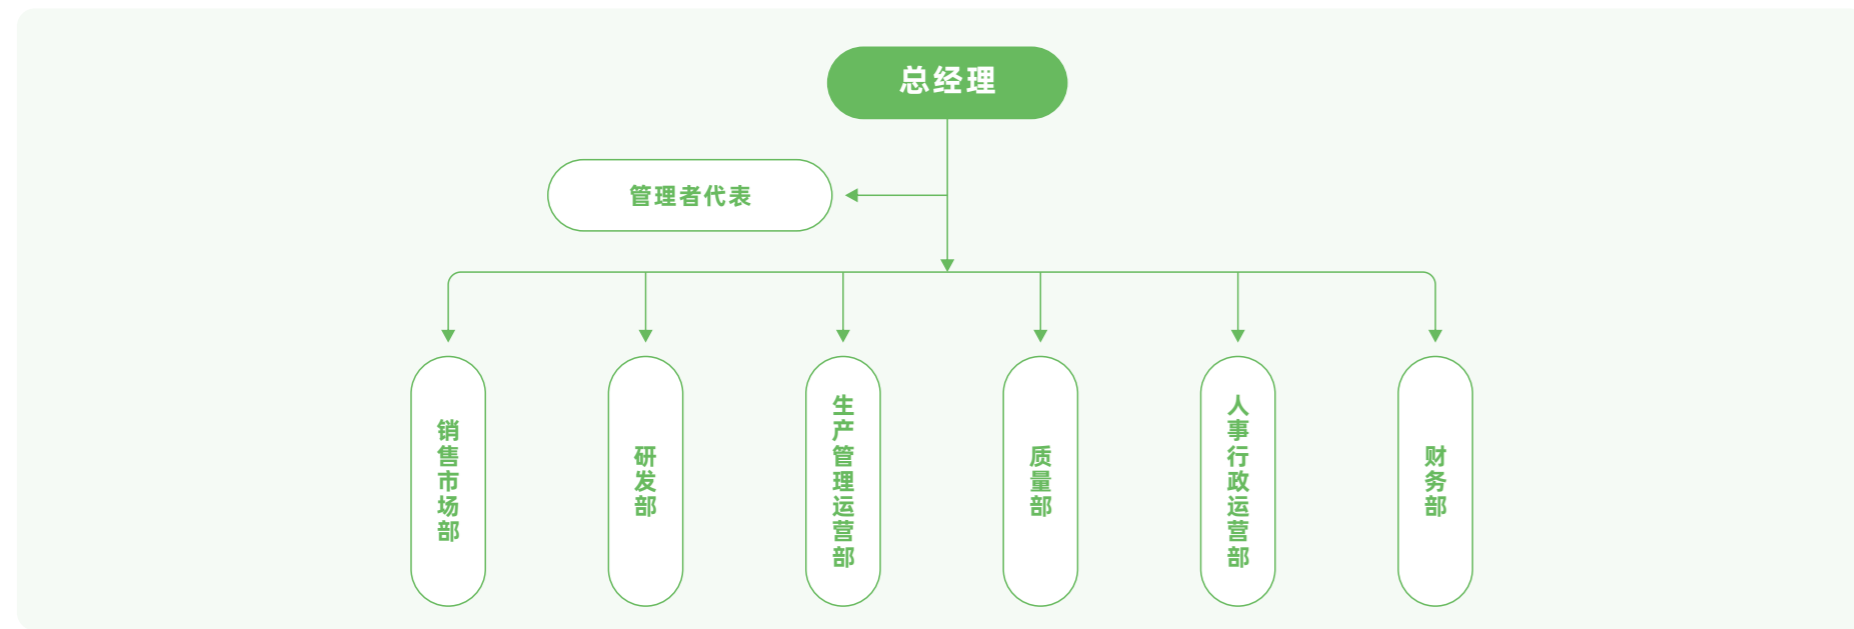 总经理
管理者代表
销售市场部
研发部
生产管理运营部
质量部
人事行政运营部
财务部